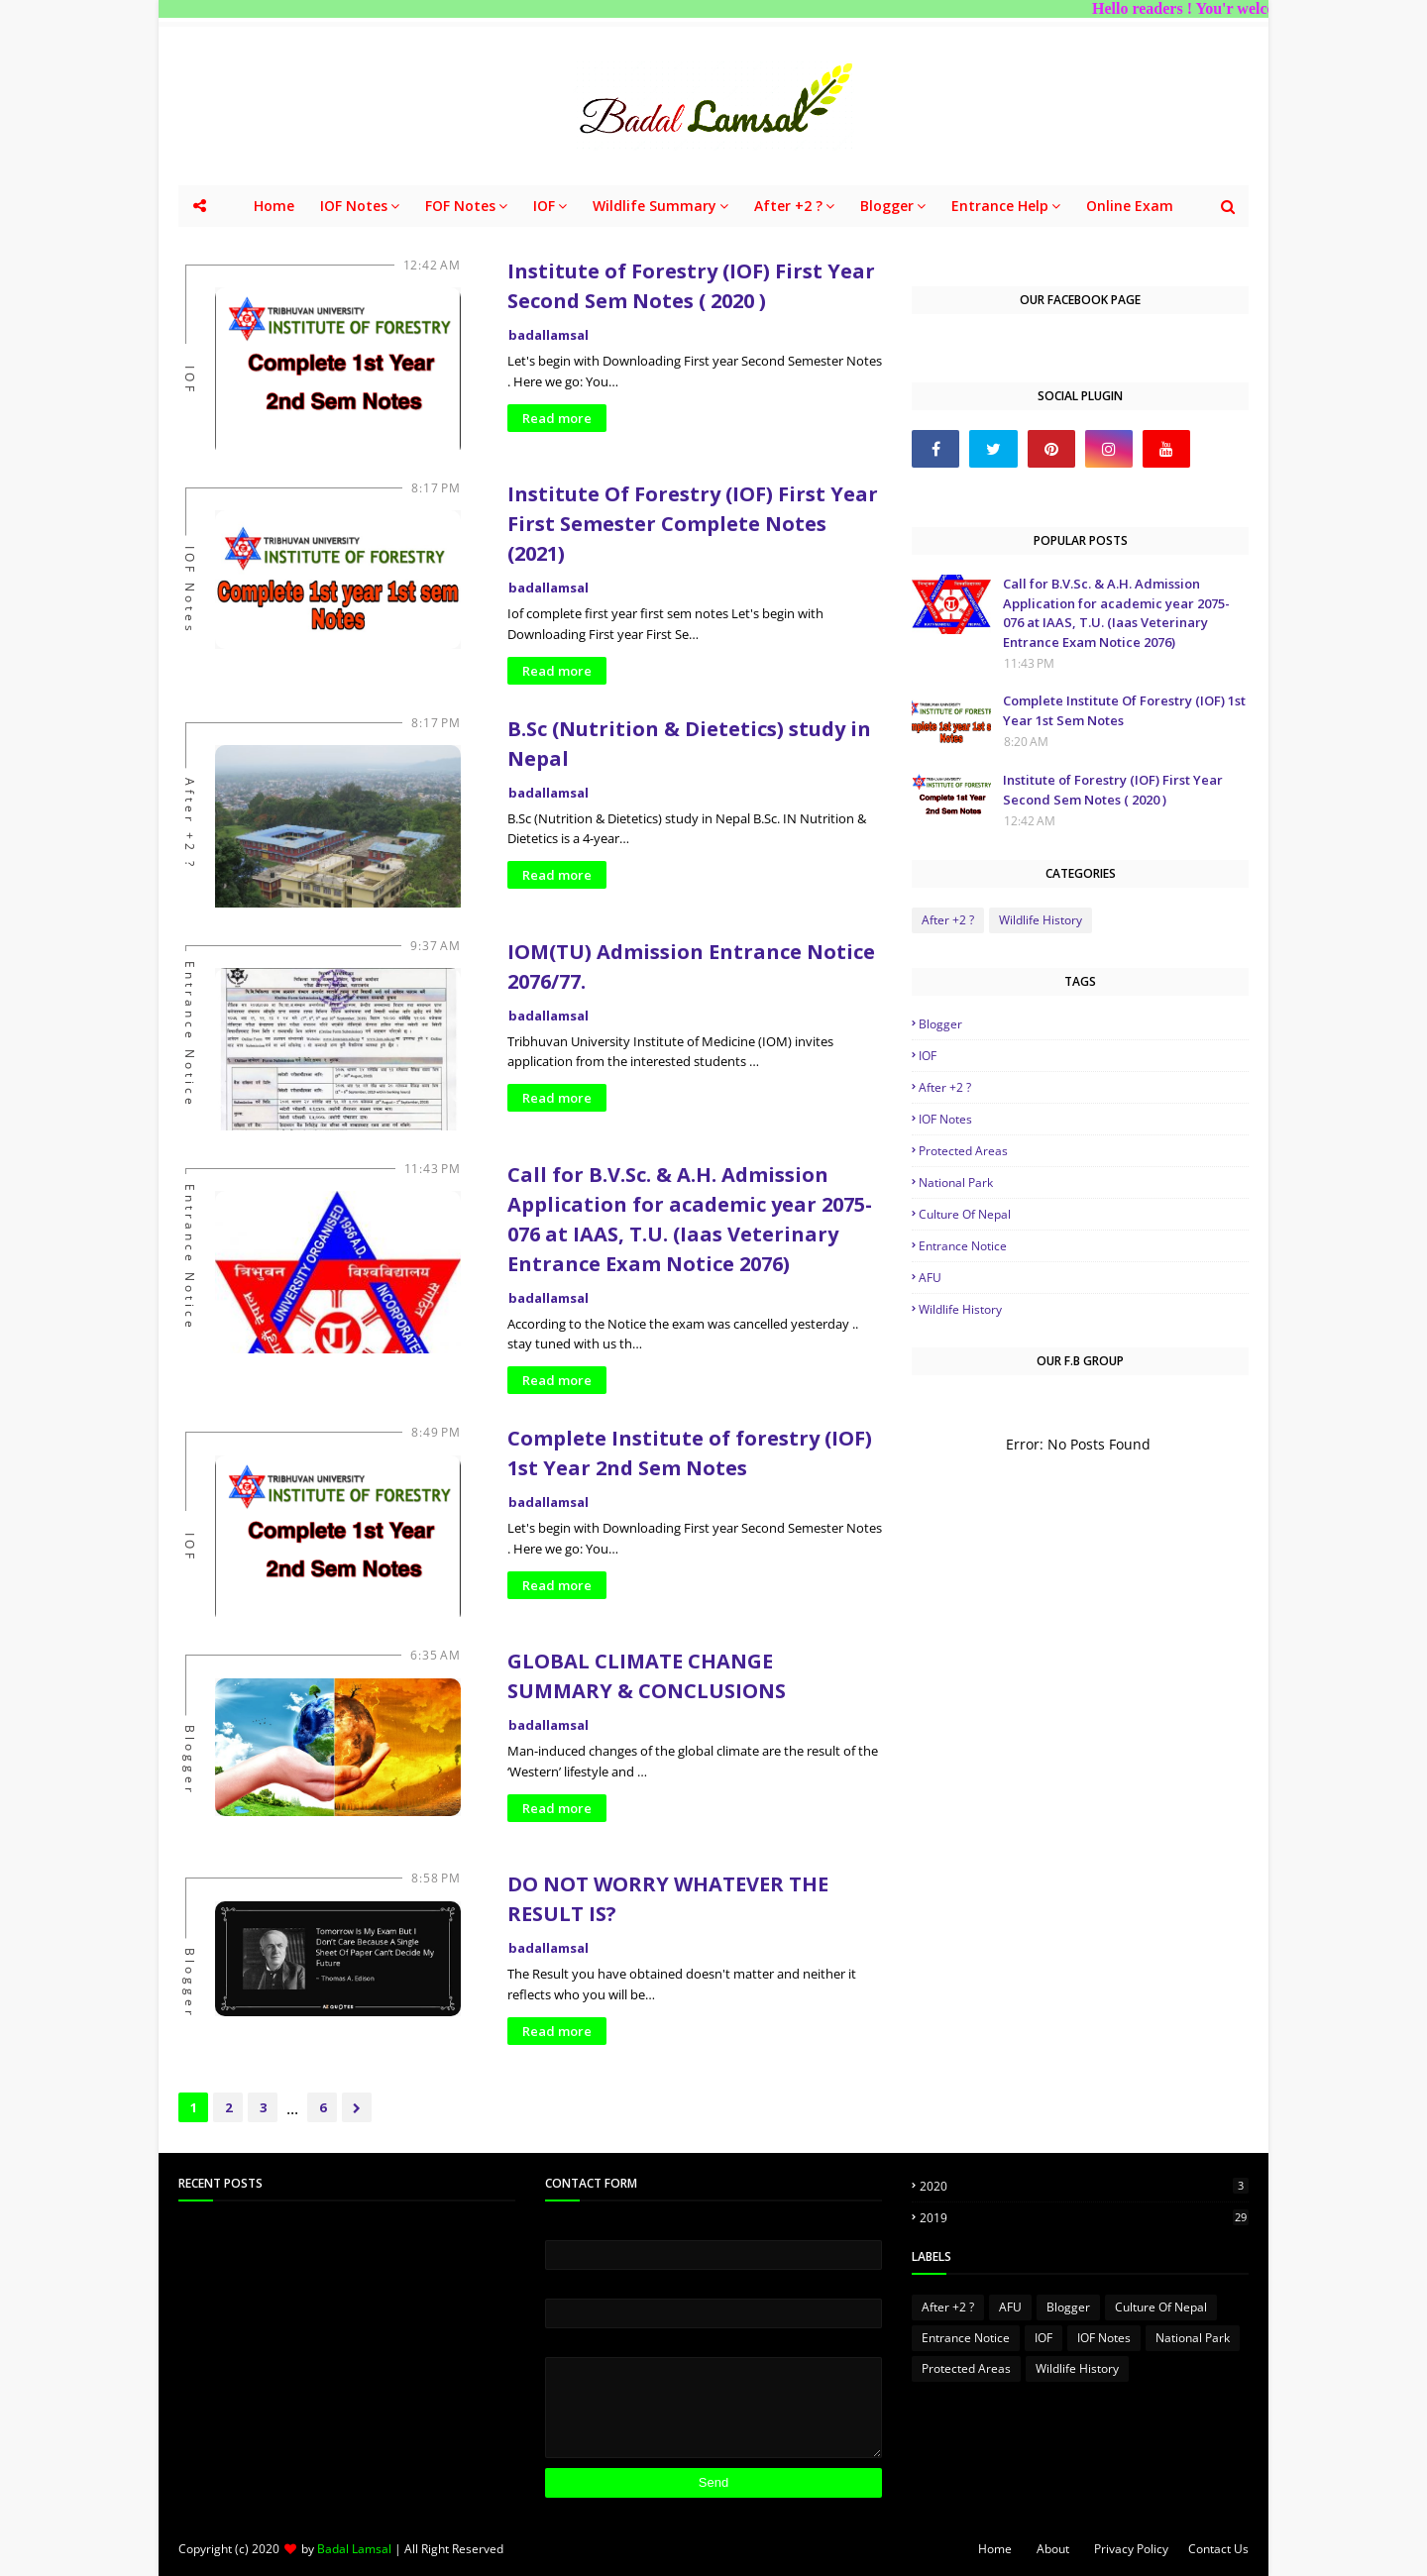 Hello readers ! You'r welc
Badal Lamsal
Home IOF Notes FOF Notes IOF Wildlife Summary After +2 ? Blogger Entrance Help Online Exam
12:42 AM
IOF
TRIBHUVAN UNIVERSITY
INSTITUTE OF FORESTRY
Complete 1st Year
2nd Sem Notes
Institute of Forestry (IOF) First Year
Second Sem Notes ( 2020 )
badallamsal
Let's begin with Downloading First year Second Semester Notes
. Here we go: You...
Read more
8:17 PM
IOF Notes
TRIBHUVAN UNIVERSITY
INSTITUTE OF FORESTRY
Complete 1st year 1st sem
Notes
Institute Of Forestry (IOF) First Year
First Semester Complete Notes
(2021)
badallamsal
Iof complete first year first sem notes Let's begin with
Downloading First year First Se...
Read more
8:17 PM
After +2 ?
B.Sc (Nutrition & Dietetics) study in
Nepal
badallamsal
B.Sc (Nutrition & Dietetics) study in Nepal B.Sc. IN Nutrition &
Dietetics is a 4-year...
Read more
9:37 AM
Entrance Notice
IOM(TU) Admission Entrance Notice
2076/77.
badallamsal
Tribhuvan University Institute of Medicine (IOM) invites
application from the interested students ...
Read more
11:43 PM
Entrance Notice
UNIVERSITY ORGANISED
1956 A.D.
त्रिभुवन विश्वविद्यालय
INCORPORATED
Call for B.V.Sc. & A.H. Admission
Application for academic year 2075-
076 at IAAS, T.U. (Iaas Veterinary
Entrance Exam Notice 2076)
badallamsal
According to the Notice the exam was cancelled yesterday ..
stay tuned with us th...
Read more
8:49 PM
IOF
TRIBHUVAN UNIVERSITY
INSTITUTE OF FORESTRY
Complete 1st Year
2nd Sem Notes
Complete Institute of forestry (IOF)
1st Year 2nd Sem Notes
badallamsal
Let's begin with Downloading First year Second Semester Notes
. Here we go: You...
Read more
6:35 AM
Blogger
GLOBAL CLIMATE CHANGE
SUMMARY & CONCLUSIONS
badallamsal
Man-induced changes of the global climate are the result of the
‘Western’ lifestyle and ...
Read more
8:58 PM
Blogger
Tomorrow Is My Exam But I
Don't Care Because A Single
Sheet Of Paper Can't Decide My
Future
~ Thomas A. Edison
AZ QUOTES
DO NOT WORRY WHATEVER THE
RESULT IS?
badallamsal
The Result you have obtained doesn't matter and neither it
reflects who you will be...
Read more
1 2 3 ... 6
OUR FACEBOOK PAGE
SOCIAL PLUGIN
POPULAR POSTS
Call for B.V.Sc. & A.H. Admission
Application for academic year 2075-
076 at IAAS, T.U. (Iaas Veterinary
Entrance Exam Notice 2076)
11:43 PM
Complete Institute Of Forestry (IOF) 1st
Year 1st Sem Notes
8:20 AM
Institute of Forestry (IOF) First Year
Second Sem Notes ( 2020 )
12:42 AM
CATEGORIES
After +2 ? Wildlife History
TAGS
Blogger
IOF
After +2 ?
IOF Notes
Protected Areas
National Park
Culture Of Nepal
Entrance Notice
AFU
Wildlife History
OUR F.B GROUP
Error: No Posts Found
RECENT POSTS
CONTACT FORM
Send
2020 3
2019 29
LABELS
After +2 ? AFU Blogger Culture Of Nepal
Entrance Notice IOF IOF Notes National Park
Protected Areas Wildlife History
Copyright (c) 2020 by Badal Lamsal | All Right Reserved
Home About Privacy Policy Contact Us